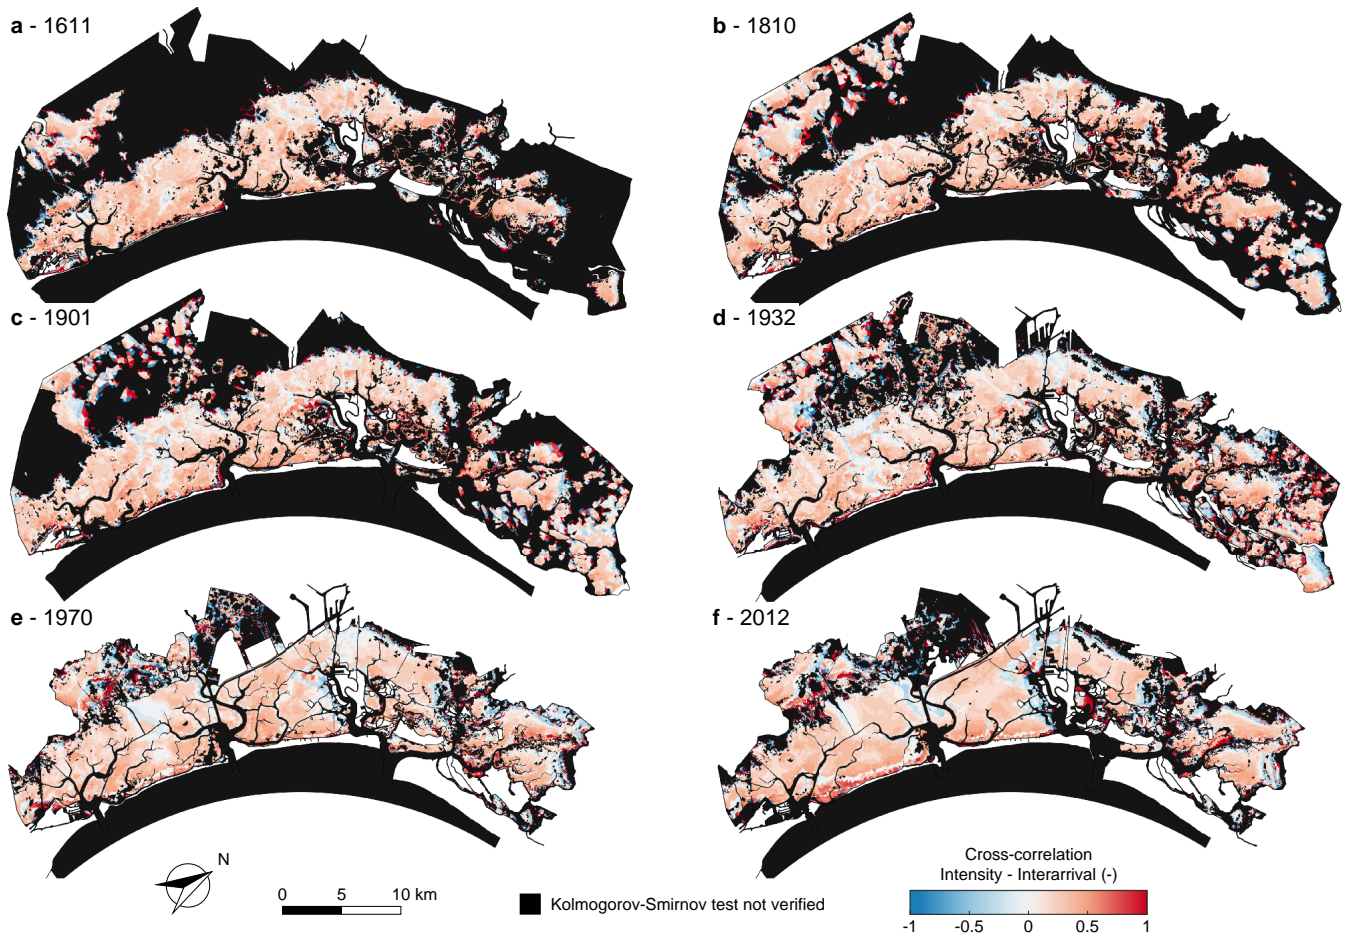 a - 1611
b - 1810
c - 1901
d - 1932
e - 1970
f - 2012
N
0 5 10 km
Kolmogorov-Smirnov test not verified
Cross-correlation
Intensity - Interarrival (-)
-1 -0.5 0 0.5 1